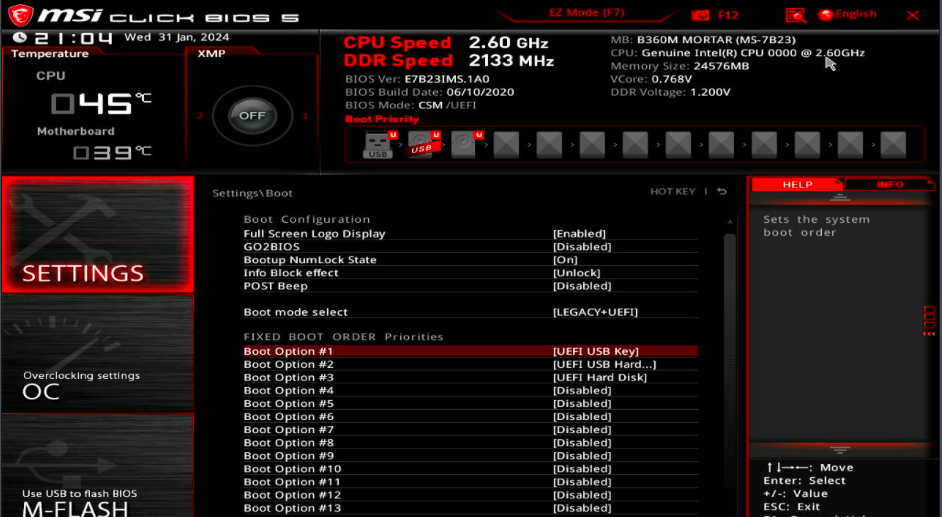 msi CLICK BIOS 5
EZ Mode (F7)
F12
English
21:04 Wed 31 Jan, 2024
Temperature
CPU
045°C
Motherboard
039°C
XMP
2 OFF 1
CPU Speed 2.60 GHz
DDR Speed 2133 MHz
BIOS Ver: E7B23IMS.1A0
BIOS Build Date: 06/10/2020
BIOS Mode: CSM /UEFI
MB: B360M MORTAR (MS-7B23)
CPU: Genuine Intel(R) CPU 0000 @ 2.60GHz
Memory Size: 24576MB
VCore: 0.768V
DDR Voltage: 1.200V
Boot Priority
U U U
USB USB
SETTINGS
Overclocking settings
OC
Use USB to flash BIOS
M-FLASH
Settings\Boot
HOT KEY |
Boot Configuration
Full Screen Logo Display [Enabled]
GO2BIOS [Disabled]
Bootup NumLock State [On]
Info Block effect [Unlock]
POST Beep [Disabled]
Boot mode select [LEGACY+UEFI]
FIXED BOOT ORDER Priorities
Boot Option #1 [UEFI USB Key]
Boot Option #2 [UEFI USB Hard...]
Boot Option #3 [UEFI Hard Disk]
Boot Option #4 [Disabled]
Boot Option #5 [Disabled]
Boot Option #6 [Disabled]
Boot Option #7 [Disabled]
Boot Option #8 [Disabled]
Boot Option #9 [Disabled]
Boot Option #10 [Disabled]
Boot Option #11 [Disabled]
Boot Option #12 [Disabled]
Boot Option #13 [Disabled]
HELP INFO
Sets the system
boot order
↑↓→←: Move
Enter: Select
+/-: Value
ESC: Exit